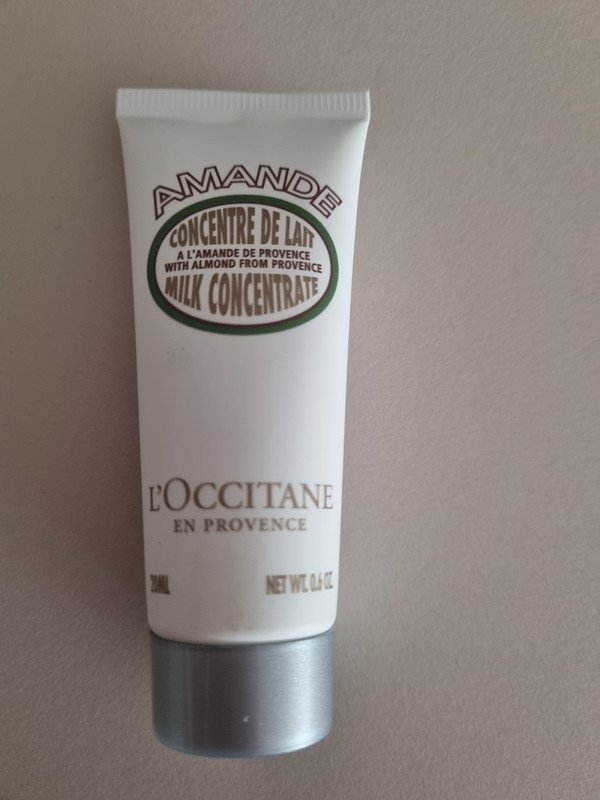 AMANDE
CONCENTRE DE LAIT
A L'AMANDE DE PROVENCE
WITH ALMOND FROM PROVENCE
MILK CONCENTRATE
L'OCCITANE
EN PROVENCE
20ML NET WT. 0.6 OZ.